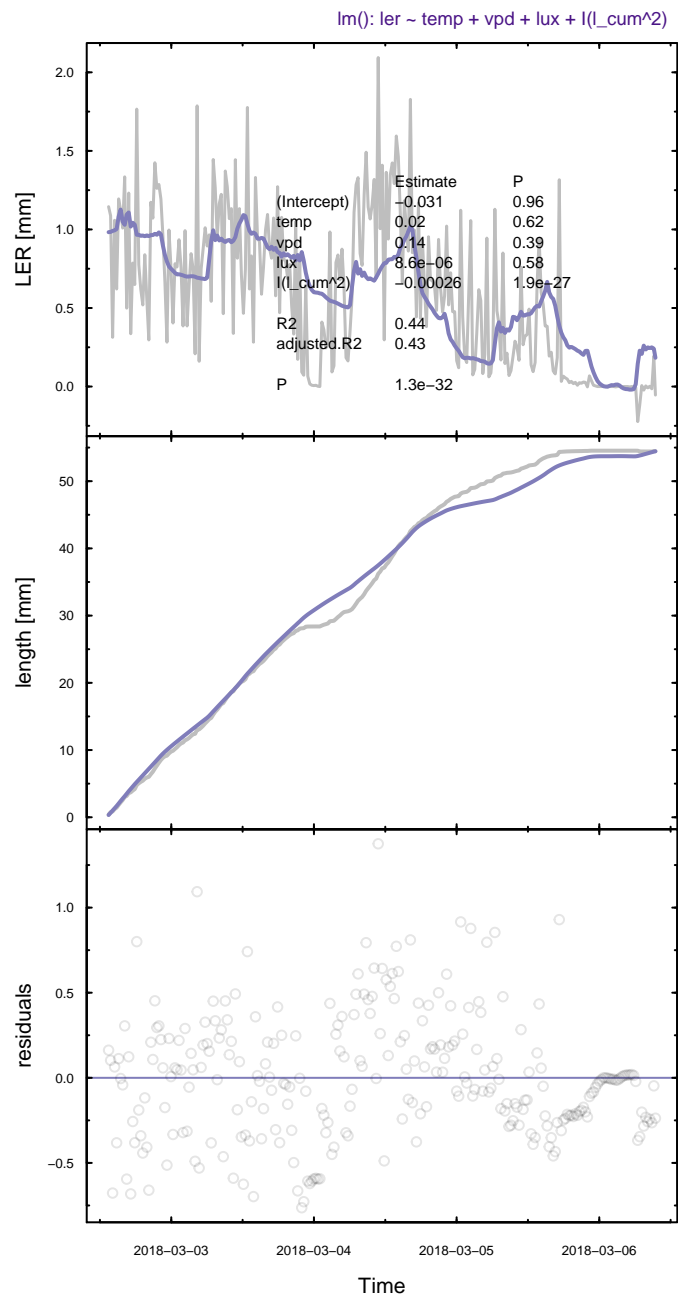 lm(): ler ~ temp + vpd + lux + I(l_cum^2)
2.0
1.5
1.0
0.5
0.0
LER [mm]
Estimate P
(Intercept) −0.031 0.96
temp 0.02 0.62
vpd 0.14 0.39
lux 8.6e−06 0.58
I(l_cum^2) −0.00026 1.9e−27
R2 0.44
adjusted.R2 0.43
P 1.3e−32
50
40
30
20
10
0
length [mm]
1.0
0.5
0.0
−0.5
residuals
2018−03−03 2018−03−04 2018−03−05 2018−03−06
Time